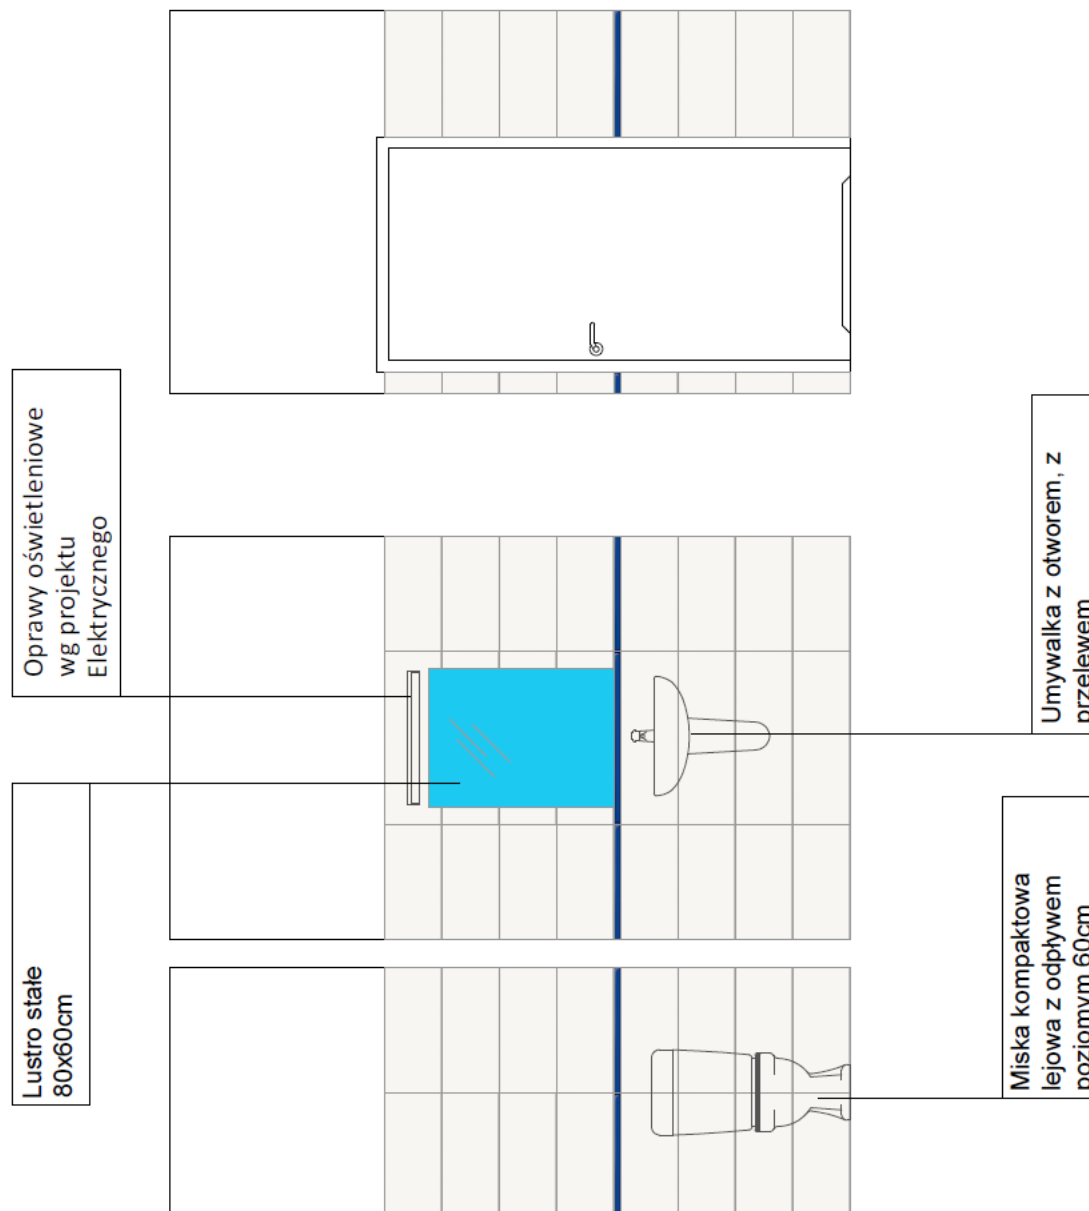 Lustro stałe
80x60cm
Oprawy oświetleniowe
wg projektu
Elektrycznego
Miska kompaktowa
lejowa z odpływem
poziomym 60cm
Umywalka z otworem, z
przelewem